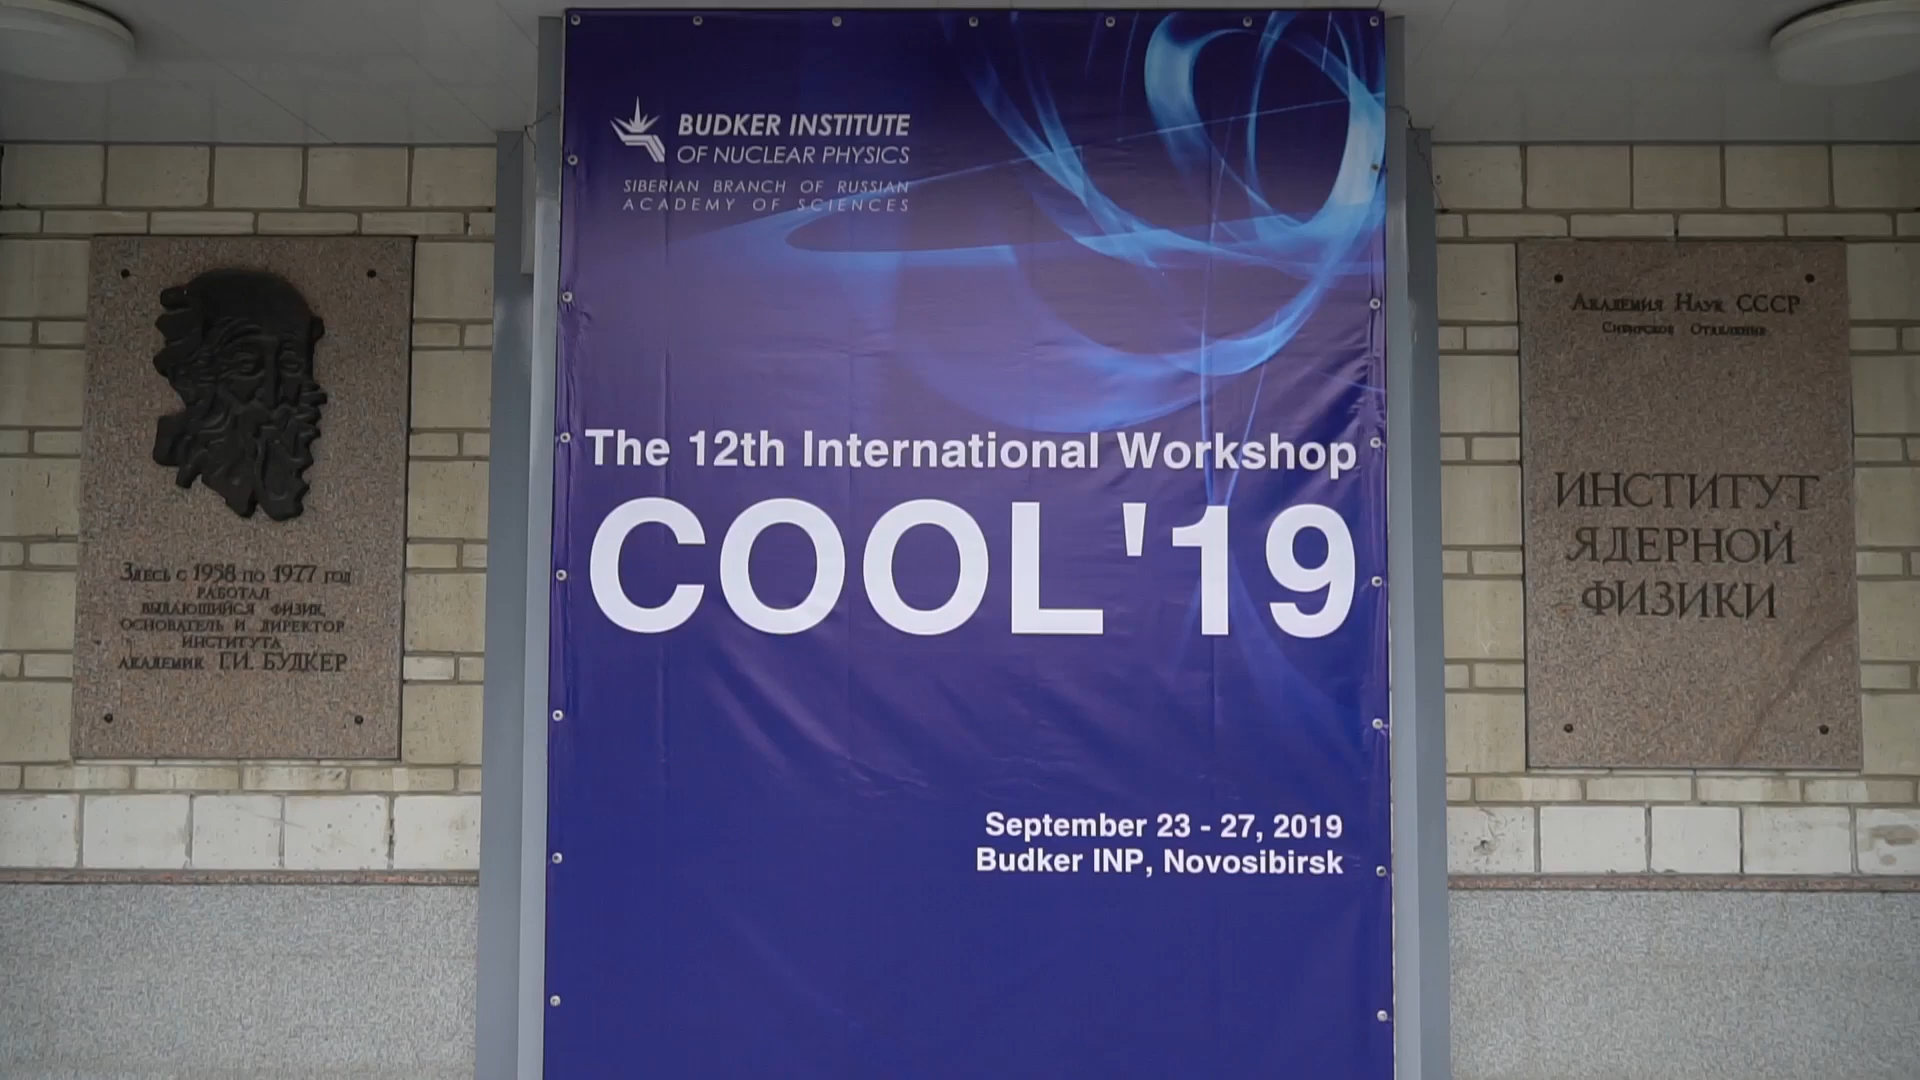 BUDKER INSTITUTE
OF NUCLEAR PHYSICS
SIBERIAN BRANCH OF RUSSIAN
ACADEMY OF SCIENCES
The 12th International Workshop
COOL'19
September 23 - 27, 2019
Budker INP, Novosibirsk
Здесь с 1958 по 1977 год
РАБОТАЛ
ВЫДАЮЩИЙСЯ ФИЗИК,
ОСНОВАТЕЛЬ И ДИРЕКТОР
ИНСТИТУТА
АКАДЕМИК Г.И. БУДКЕР
Академия Наук СССР
Сибирское Отделение
ИНСТИТУТ
ЯДЕРНОЙ
ФИЗИКИ